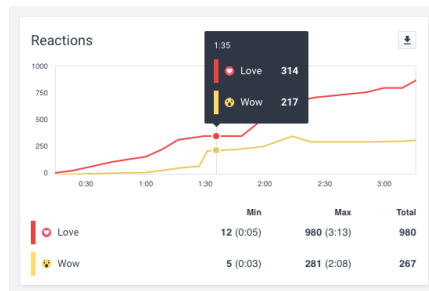 Reactions
1:35
Love 314
Wow 217
1000
750
500
250
0
0:30 1:00 1:30 2:00 2:30 3:00
Min Max Total
Love 12 (0:05) 980 (3:13) 980
Wow 5 (0:03) 281 (2:08) 267